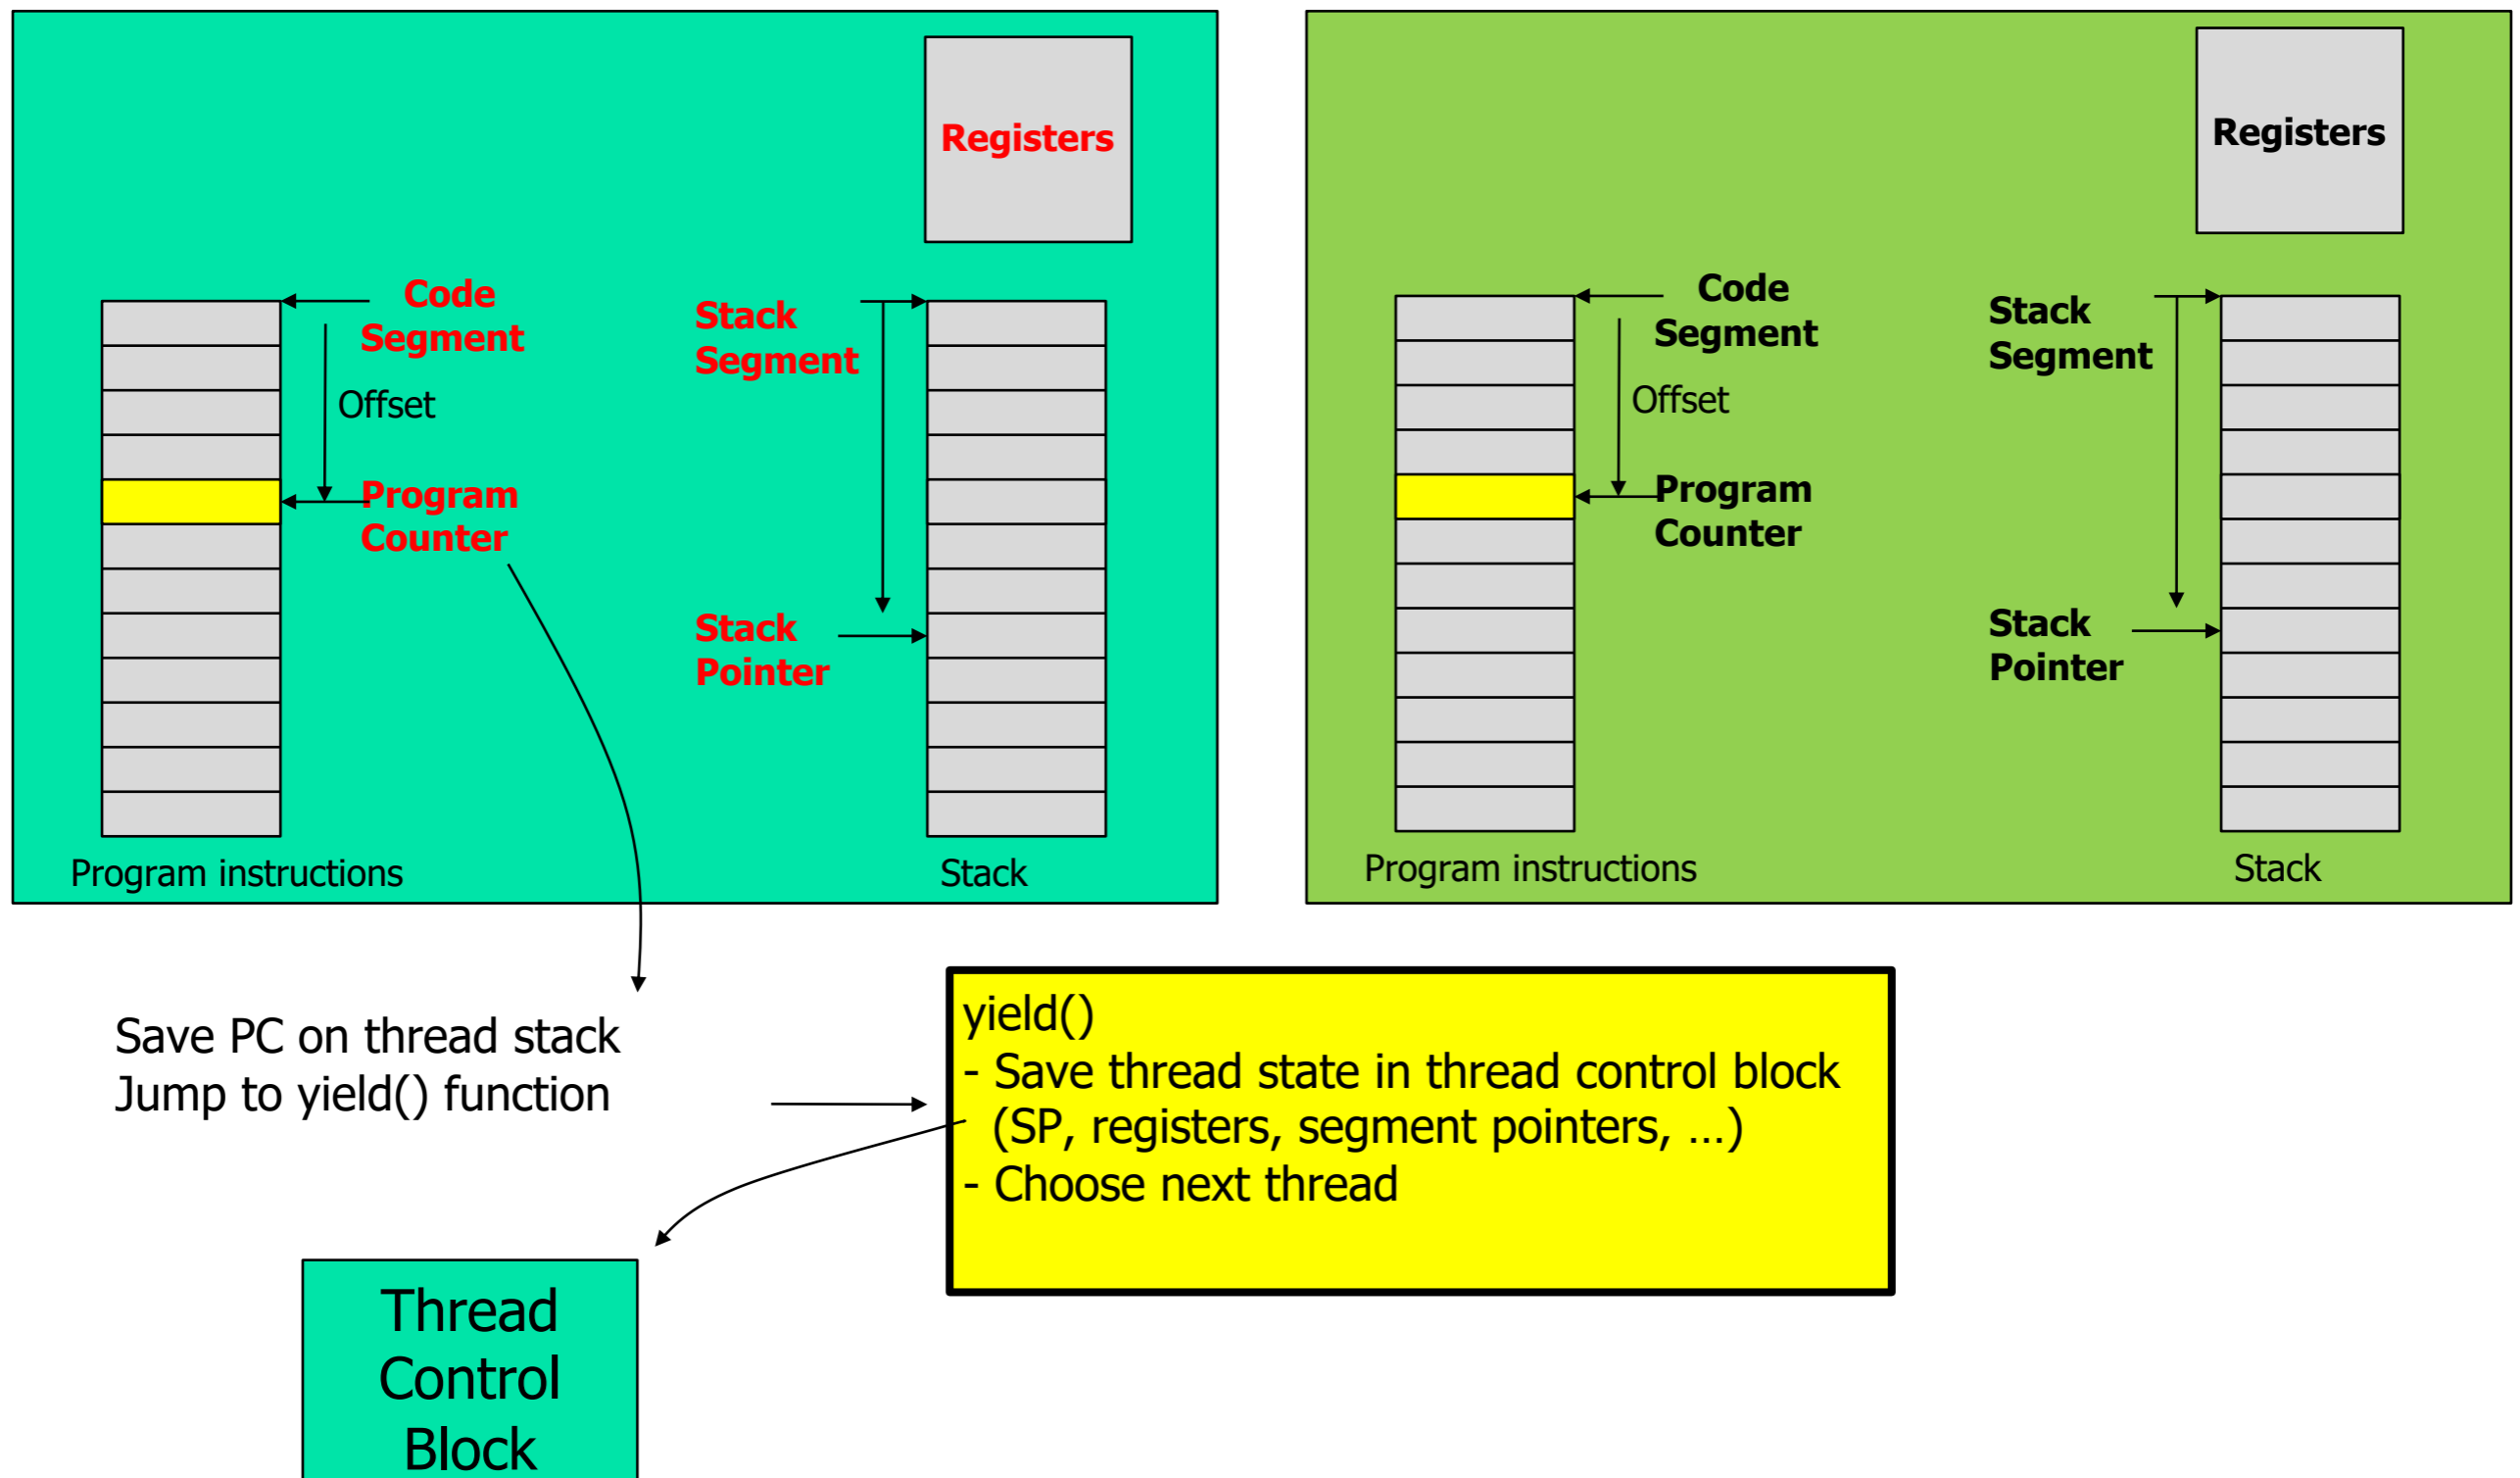 Registers
Code
Segment
Offset
Program
Counter
Stack
Segment
Stack
Pointer
Program instructions
Stack
Registers
Code
Segment
Offset
Program
Counter
Stack
Segment
Stack
Pointer
Program instructions
Stack
Save PC on thread stack
Jump to yield() function
yield()
- Save thread state in thread control block
(SP, registers, segment pointers, ...)
- Choose next thread
Thread
Control
Block